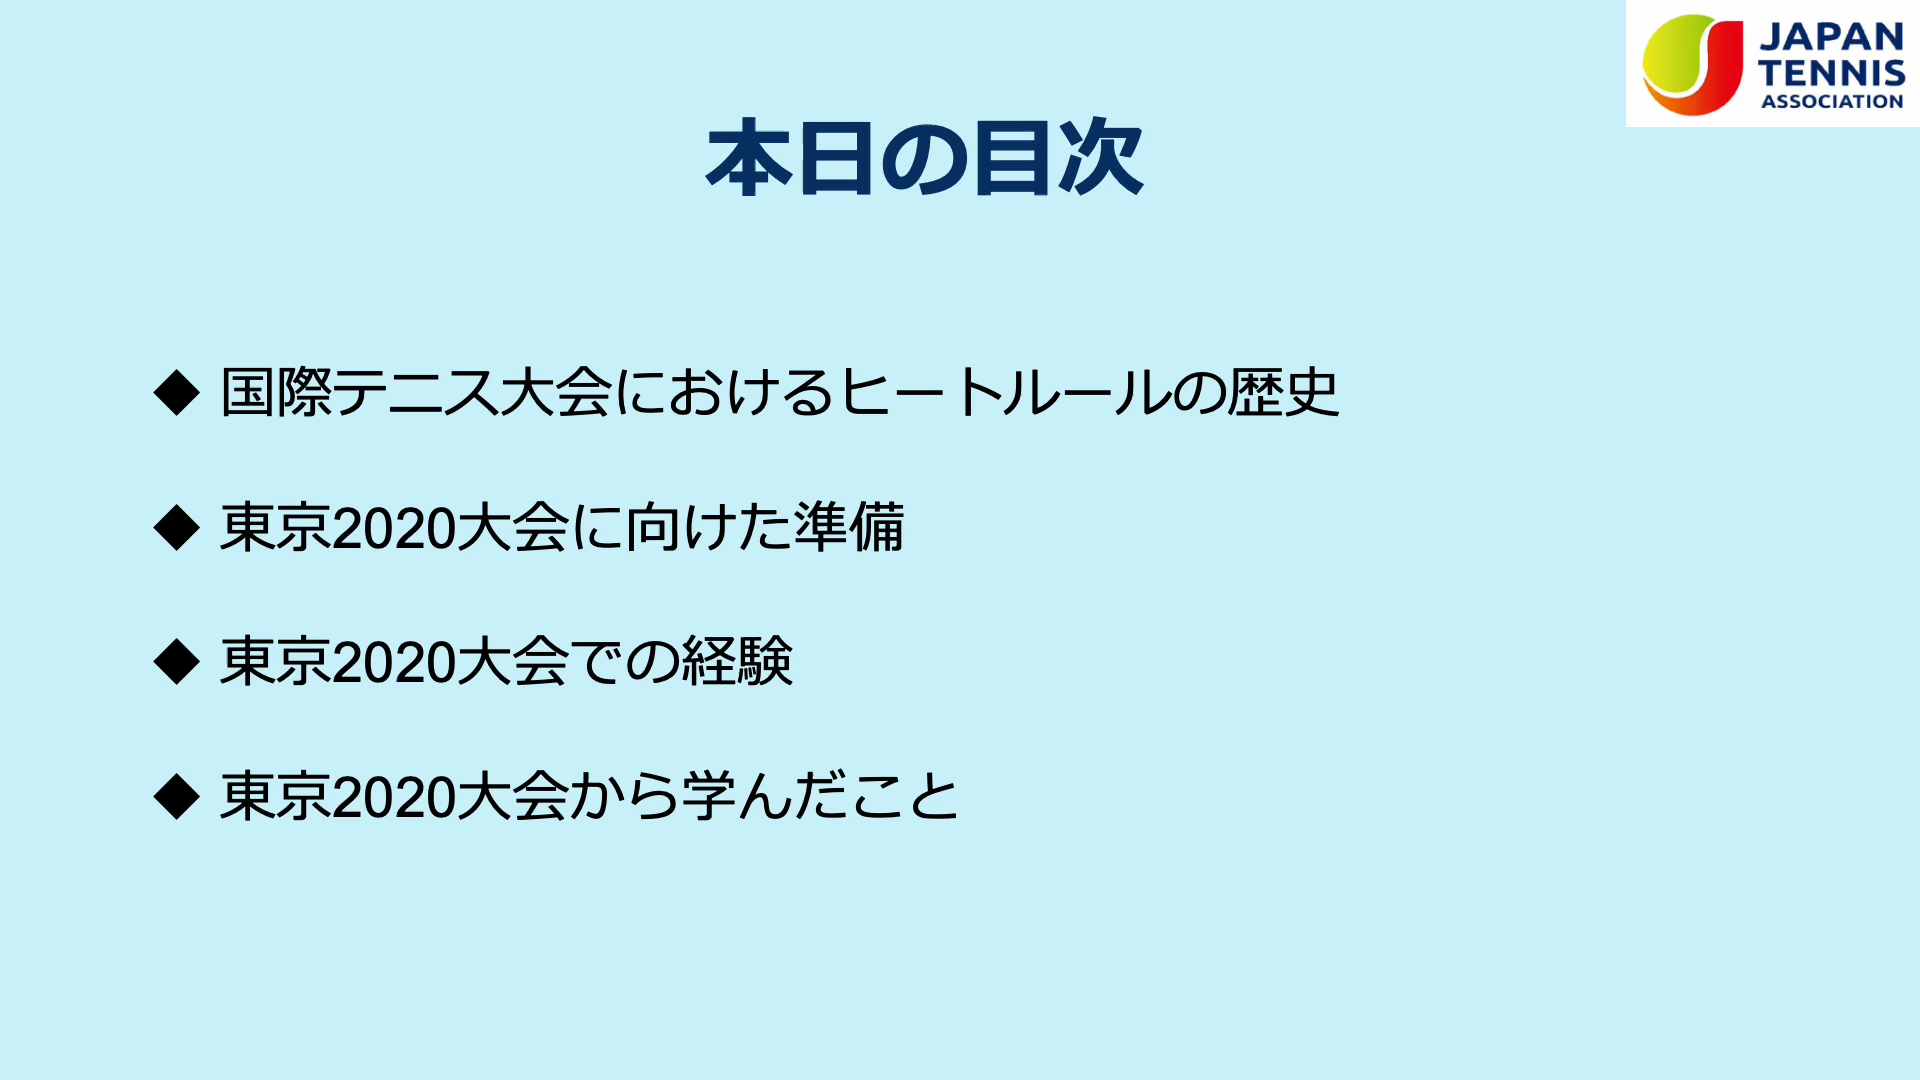 JAPAN
TENNIS
ASSOCIATION
本日の目次
◆ 国際テニス大会におけるヒートルールの歴史
◆ 東京2020大会に向けた準備
◆ 東京2020大会での経験
◆ 東京2020大会から学んだこと